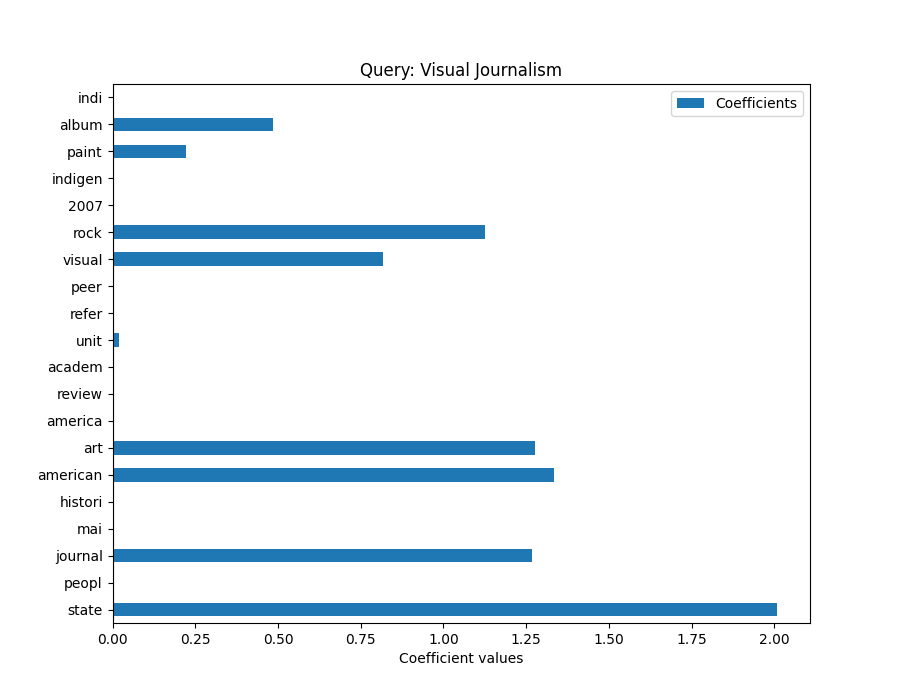 Query: Visual Journalism
Coefficients
indi
album
paint
indigen
2007
rock
visual
peer
refer
unit
academ
review
america
art
american
histori
mai
journal
peopl
state
0.00 0.25 0.50 0.75 1.00 1.25 1.50 1.75 2.00
Coefficient values